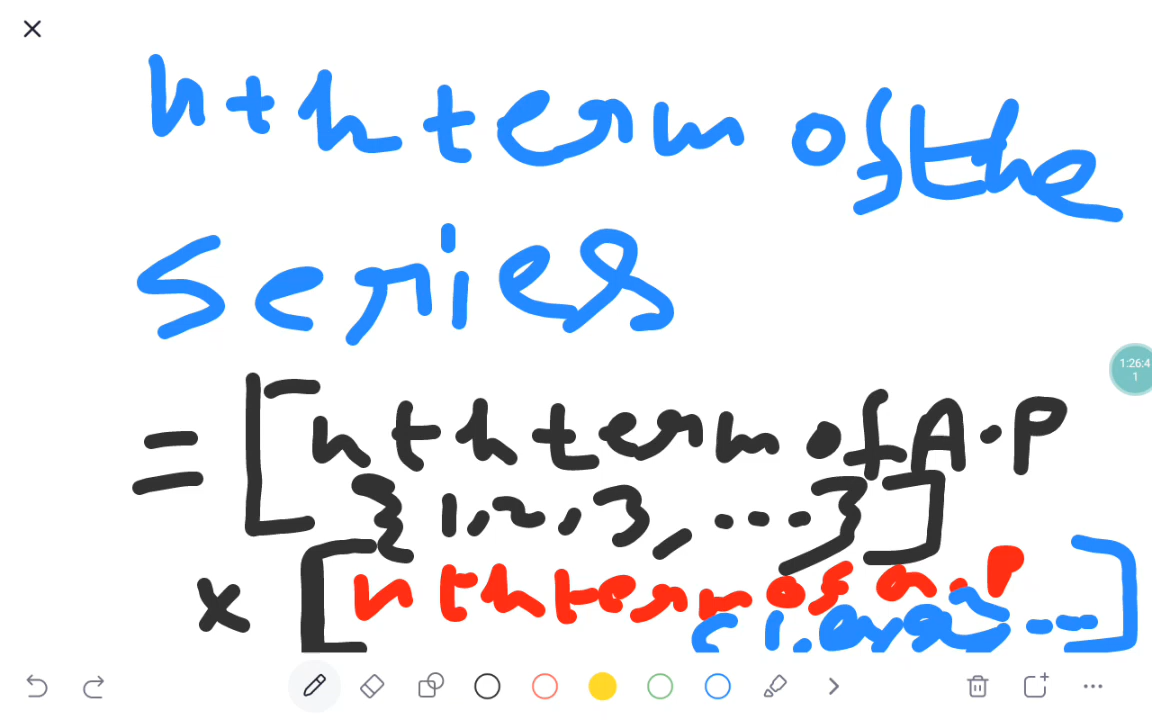 nth term of the
series
= [nth term of A.P
{1,2,3,...}]
× [nth term of G.P